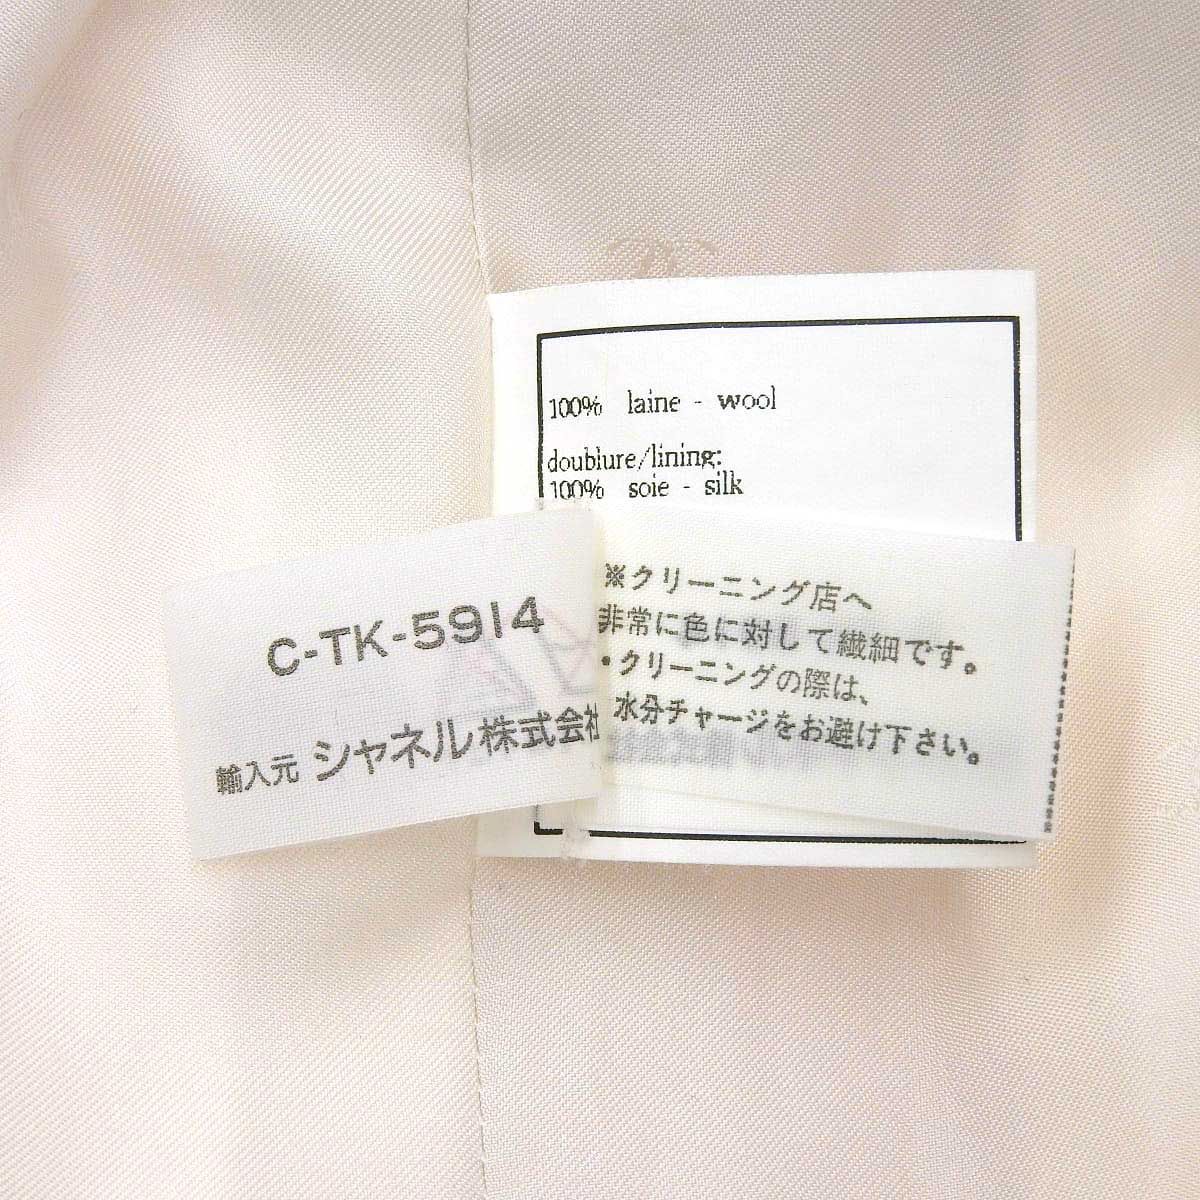 100% laine - wool
doublure/lining:
100% soie - silk
C-TK-5914
輸入元 シャネル株式会社
※クリーニング店へ
非常に色に対して繊細です。
・クリーニングの際は、
水分チャージをお避け下さい。